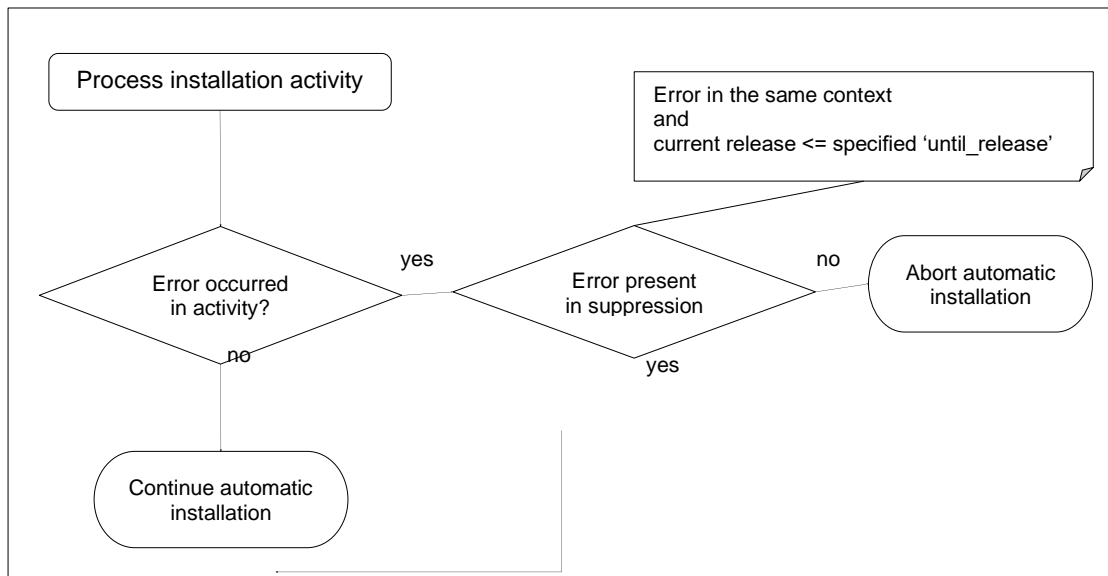 Process installation activity
Error in the same context
and
current release <= specified ‘until_release’
Error occurred
in activity?
yes
Error present
in suppression
no
Abort automatic
installation
no
yes
Continue automatic
installation